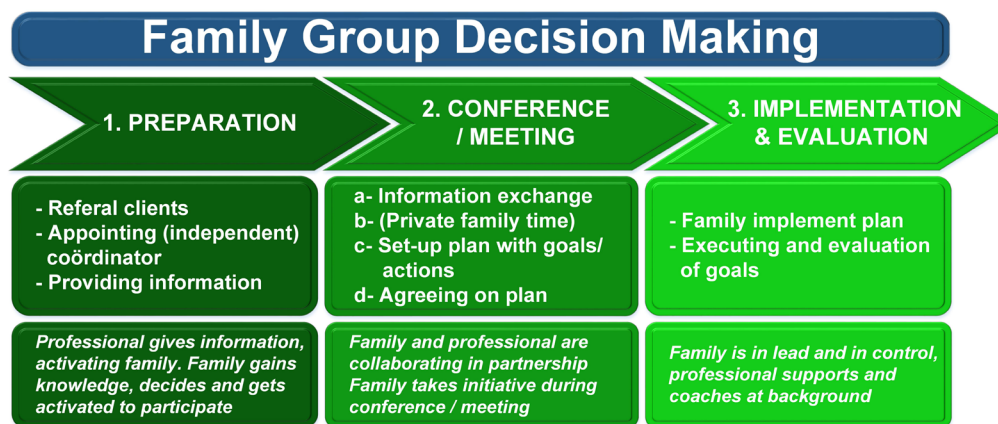 Family Group Decision Making
1. PREPARATION
2. CONFERENCE
/ MEETING
3. IMPLEMENTATION
& EVALUATION
- Referal clients
- Appointing (independent)
coördinator
- Providing information
a- Information exchange
b- (Private family time)
c- Set-up plan with goals/
actions
d- Agreeing on plan
- Family implement plan
- Executing and evaluation
of goals
Professional gives information,
activating family. Family gains
knowledge, decides and gets
activated to participate
Family and professional are
collaborating in partnership
Family takes initiative during
conference / meeting
Family is in lead and in control,
professional supports and
coaches at background